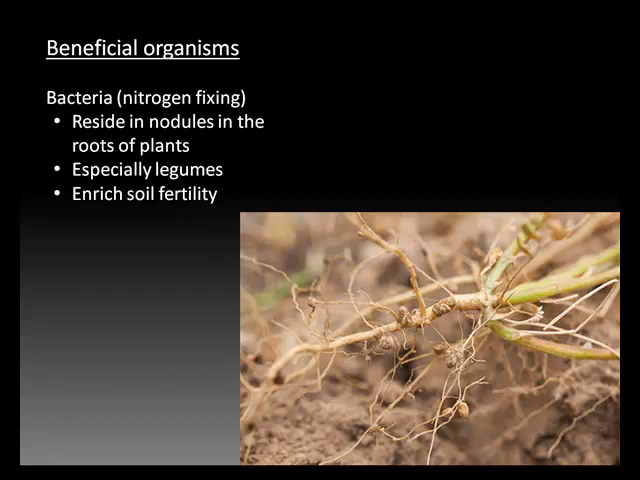 Beneficial organisms
Bacteria (nitrogen fixing)
• Reside in nodules in the
roots of plants
• Especially legumes
• Enrich soil fertility